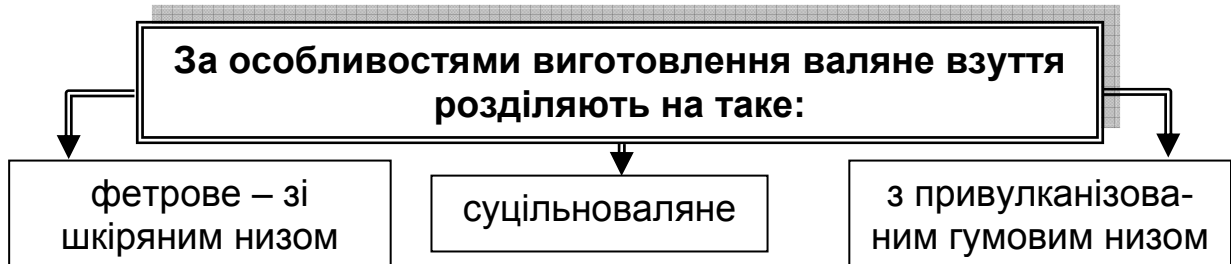 За особливостями виготовлення валяне взуття
розділяють на таке:
фетрове – зі
шкіряним низом
суцільноваляне
з привулканізова-
ним гумовим низом